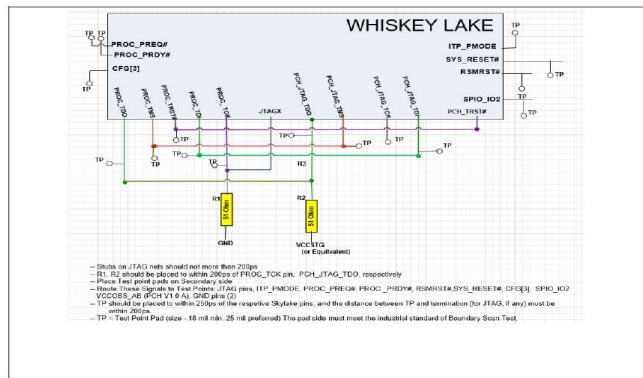 WHISKEY LAKE
TP
TP TP
PROC_PREQ#
PROC_PRDY#
CFG[3]
TP
ITP_PMODE
TP
SYS_RESET#
TP
RSMRST#
TP
SPIO_IO2
TP
PCH_TRST#
PROC_TDO
PROC_TMS
PROC_TRST#
PROC_TDI
PROC_TCK
JTAGX
PCH_JTAG_TDO
PCH_JTAG_TMS
PCH_JTAG_TCK
PCH_JTAG_TDI
TP
TP
TP
TP
TP
TP
TP
TP
TP
TP
R3
R1
51 Ohm
GND
R2
51 Ohm
VCCSTG
(or Equivalent)
– Stubs on JTAG nets should not more than 200ps
– R1, R2 should be placed to within 200ps of PROC_TCK pin, PCH_JTAG_TDO, respectively
– Place Test point pads on Secondary side
– Route These Signals to Test Points: JTAG pins, ITP_PMODE, PROC_PREQ#, PROC _PRDY#, RSMRST#,SYS_RESET#, CFG[3], SPIO_IO2
VCCOBS_AB (PCH V1.0 A), GND pins (2)
– TP should be placed to within 250ps of the respetive Skylake pins, and the distance between TP and termination (for JTAG, if any) must be
within 200ps.
– TP = Test Point Pad (size - 18 mil min, 25 mil preferred) The pad side must meet the industrial standard of Boundary Scan Test.